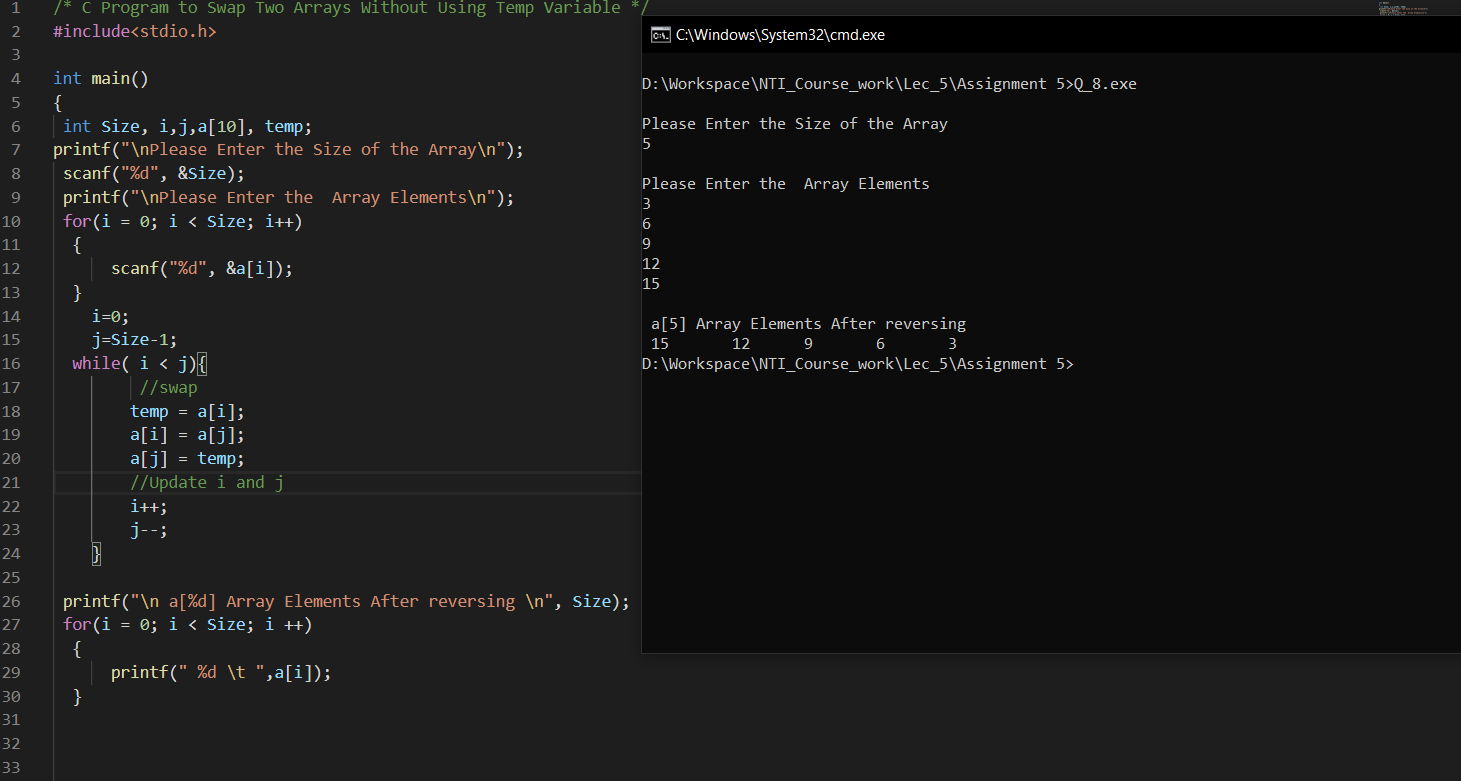 1 /* C Program to Swap Two Arrays Without Using Temp Variable */
2 #include<stdio.h>
3
4 int main()
5 {
6 int Size, i,j,a[10], temp;
7 printf("\nPlease Enter the Size of the Array\n");
8 scanf("%d", &Size);
9 printf("\nPlease Enter the  Array Elements\n");
10 for(i = 0; i < Size; i++)
11 {
12 scanf("%d", &a[i]);
13 }
14 i=0;
15 j=Size-1;
16 while( i < j){
17 //swap
18 temp = a[i];
19 a[i] = a[j];
20 a[j] = temp;
21 //Update i and j
22 i++;
23 j--;
24 }
25
26 printf("\n a[%d] Array Elements After reversing \n", Size);
27 for(i = 0; i < Size; i ++)
28 {
29 printf(" %d \t ",a[i]);
30 }
31
32
33
C:\Windows\System32\cmd.exe
D:\Workspace\NTI_Course_work\Lec_5\Assignment 5>Q_8.exe
Please Enter the Size of the Array
5
Please Enter the  Array Elements
3
6
9
12
15
a[5] Array Elements After reversing
15 12 9 6 3
D:\Workspace\NTI_Course_work\Lec_5\Assignment 5>